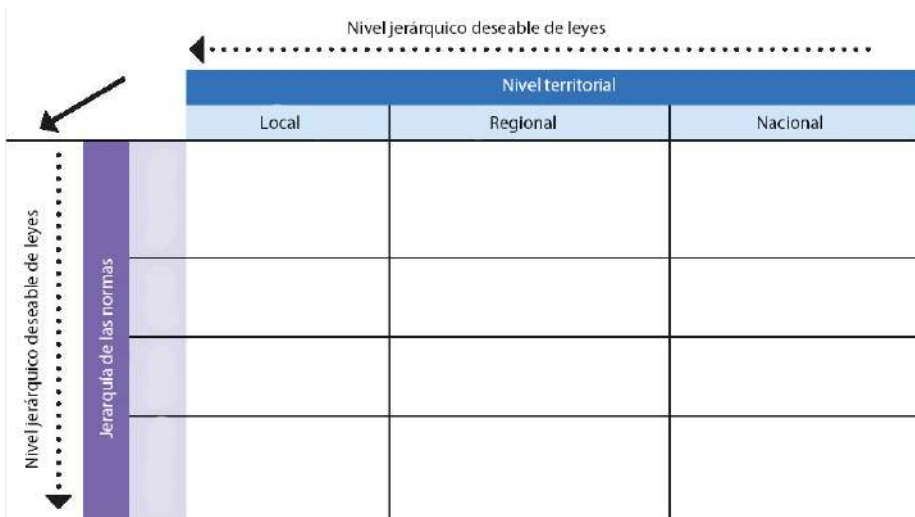 Nivel jerárquico deseable de leyes
Nivel territorial
Local
Regional
Nacional
Nivel jerárquico deseable de leyes
Jerarquía de las normas